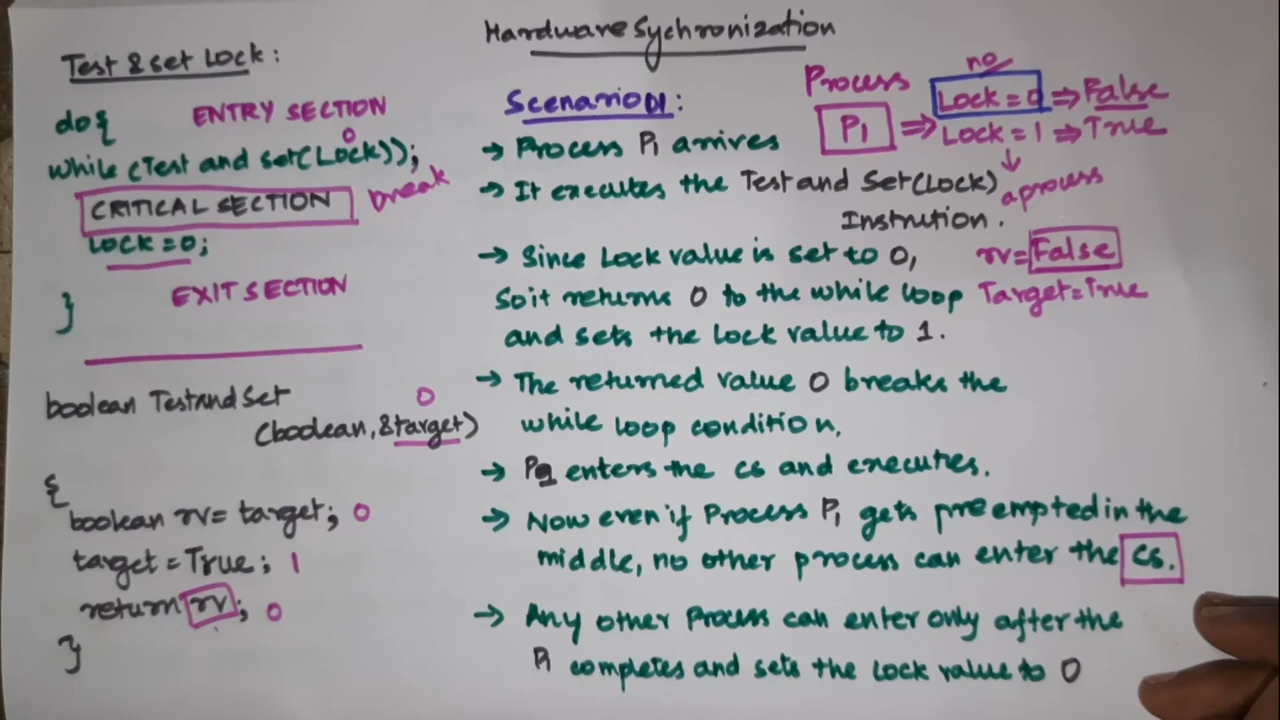 Hardware Sychronization
Test & set Lock :
ENTRY SECTION
do {
0
while (Test and set(Lock));
CRITICAL SECTION break
Lock = 0;
EXIT SECTION
}
boolean TestandSet
0
(boolean, &target)
{
boolean rv = target; 0
target = True; 1
return rv; 0
}
Scenario 01 :
→ Process P1 arrives
→ It executes the Test and Set(Lock)
Instrution.
→ Since Lock value is set to 0,
So it returns 0 to the while loop
and sets the lock value to 1.
→ The returned value 0 breaks the
while loop condition.
→ P1 enters the cs and executies.
→ Now even if Process P1 gets preempted in the
middle, no other process can enter the cs.
→ Any other Process can enter only after the
P1 completes and sets the lock value to 0
no
Process Lock = 0 ⇒ False
P1 ⇒ Lock = 1 ⇒ True
↓
a process
rv = False
Target = True